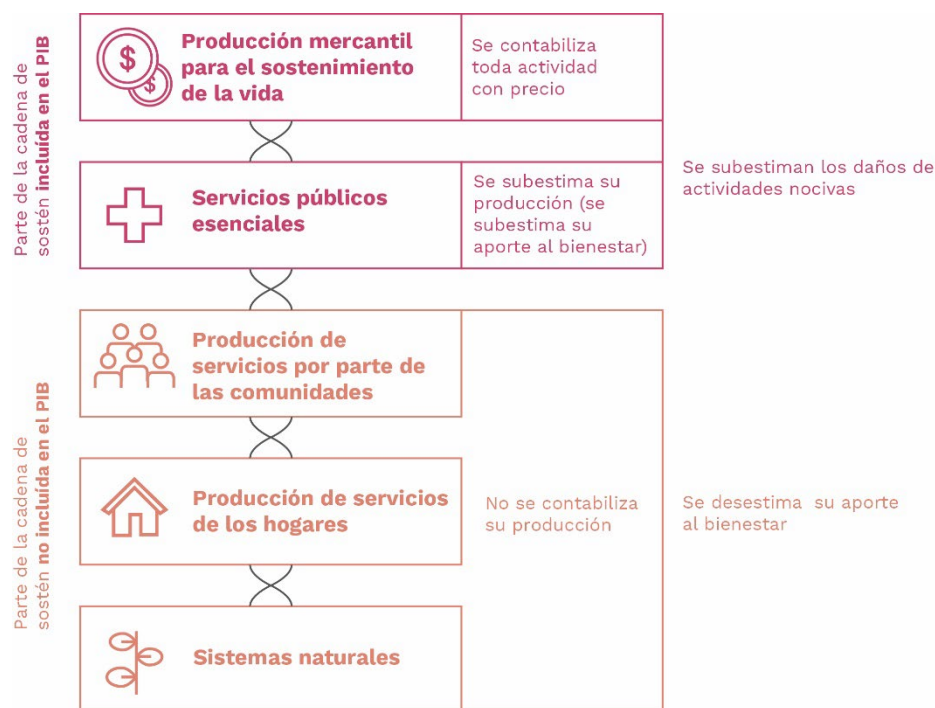 Parte de la cadena de
sostén incluída en el PIB
$
$
Producción mercantil
para el sostenimiento
de la vida
Se contabiliza
toda actividad
con precio
Servicios públicos
esenciales
Se subestima su
producción (se
subestima su
aporte al bienestar)
Se subestiman los daños de
actividades nocivas
Parte de la cadena de
sostén no incluída en el PIB
Producción de
servicios por parte de
las comunidades
Producción de servicios
de los hogares
No se contabiliza
su producción
Se desestima su aporte
al bienestar
Sistemas naturales